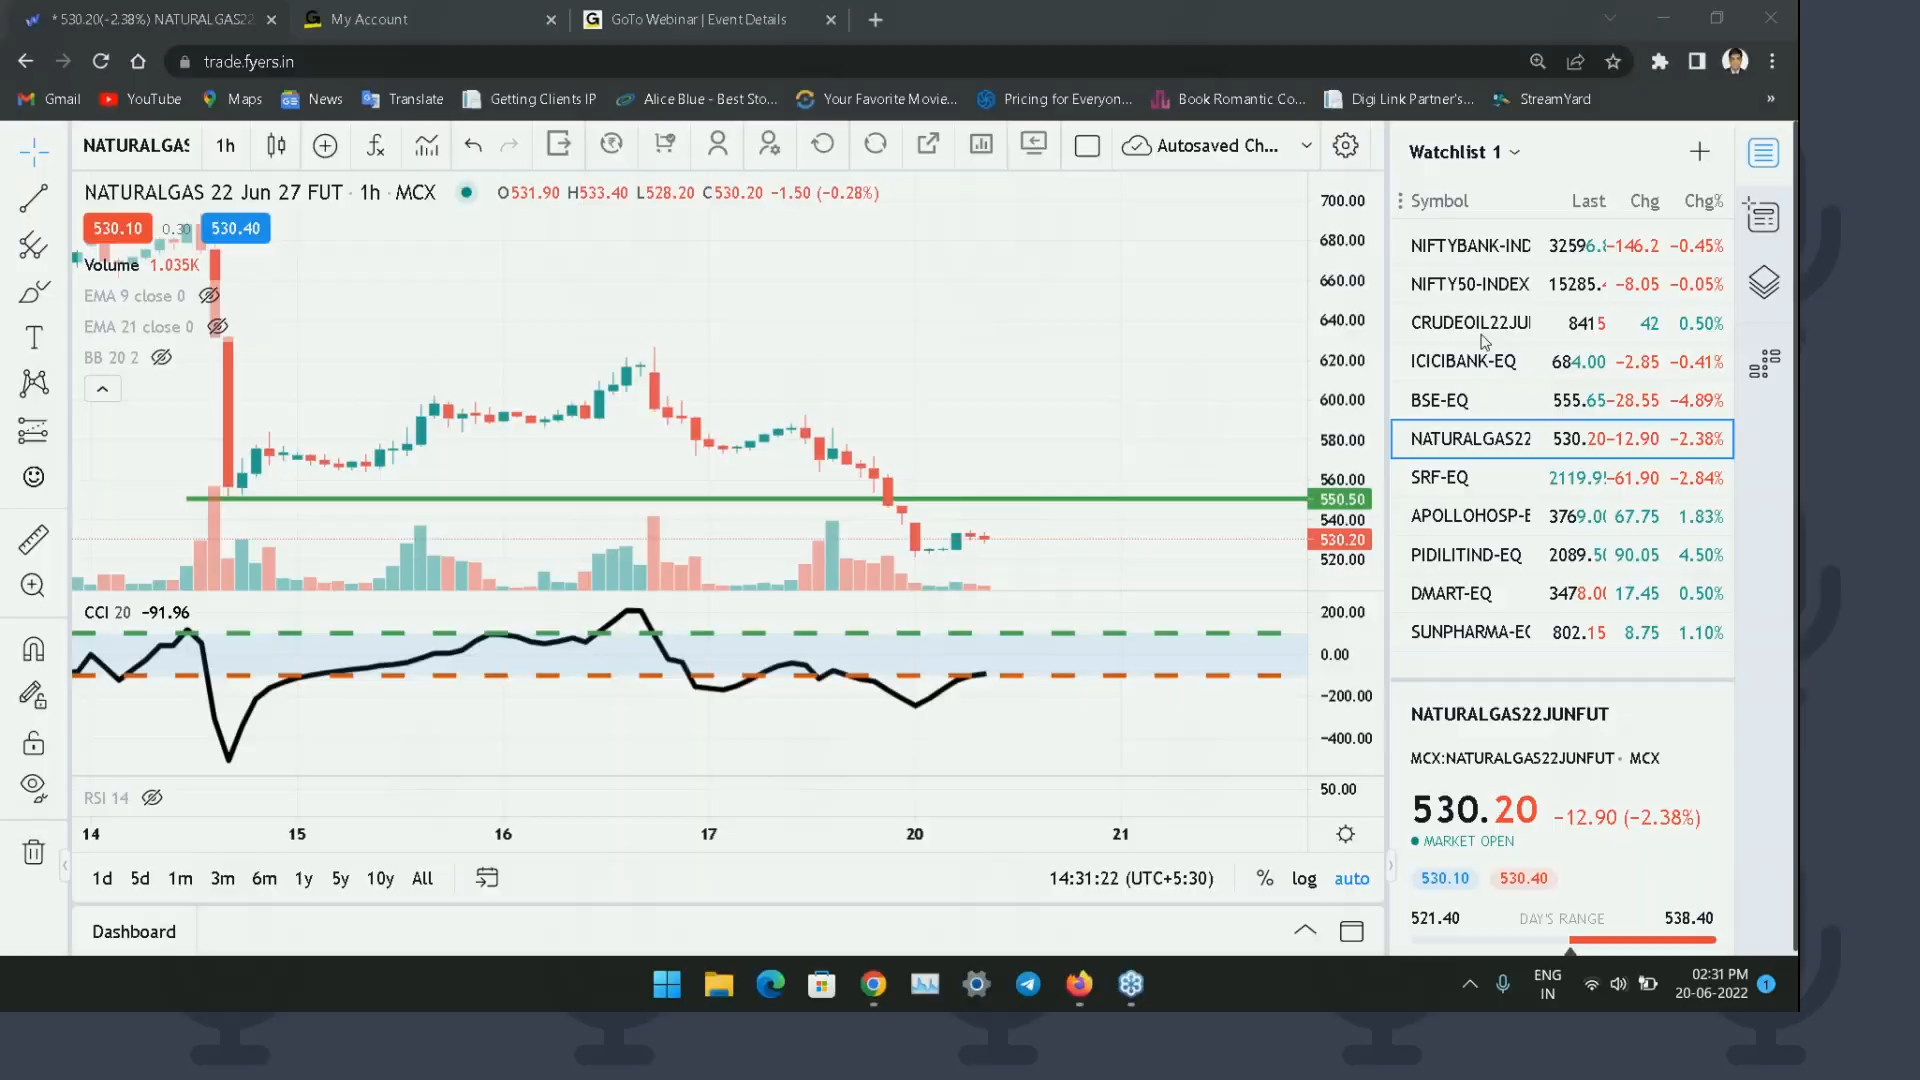 * 530.20(-2.38%) NATURALGAS22
My Account
GoTo Webinar | Event Details
trade.fyers.in
Gmail
YouTube
Maps
News
Translate
Getting Clients IP
Alice Blue - Best Sto...
Your Favorite Movie...
Pricing for Everyon...
Book Romantic Co...
Digi Link Partner's...
StreamYard
»
NATURALGAS
1h
Autosaved Ch...
NATURALGAS 22 Jun 27 FUT · 1h · MCX
O531.90 H533.40 L528.20 C530.20 −1.50 (−0.28%)
530.10 0.30 530.40
Volume 1.035K
EMA 9 close 0
EMA 21 close 0
BB 20 2
700.00
680.00
660.00
640.00
620.00
600.00
580.00
560.00
550.50
540.00
530.20
520.00
CCI 20 −91.96
200.00
0.00
−200.00
−400.00
RSI 14
50.00
14 15 16 17 20 21
1d 5d 1m 3m 6m 1y 5y 10y All
14:31:22 (UTC+5:30)
% log auto
Dashboard
Watchlist 1
Symbol Last Chg Chg%
NIFTYBANK-IND 32596. −146.2 −0.45%
NIFTY50-INDEX 15285. −8.05 −0.05%
CRUDEOIL22JU 8415 42 0.50%
ICICIBANK-EQ 684.00 −2.85 −0.41%
BSE-EQ 555.65 −28.55 −4.89%
NATURALGAS22 530.20 −12.90 −2.38%
SRF-EQ 2119.9 −61.90 −2.84%
APOLLOHOSP-E 3769.0 67.75 1.83%
PIDILITIND-EQ 2089.5 90.05 4.50%
DMART-EQ 3478.0 17.45 0.50%
SUNPHARMA-E 802.15 8.75 1.10%
NATURALGAS22JUNFUT
MCX:NATURALGAS22JUNFUT · MCX
530.20 −12.90 (−2.38%)
MARKET OPEN
530.10 530.40
521.40 DAY'S RANGE 538.40
ENG
IN
02:31 PM
20-06-2022
1